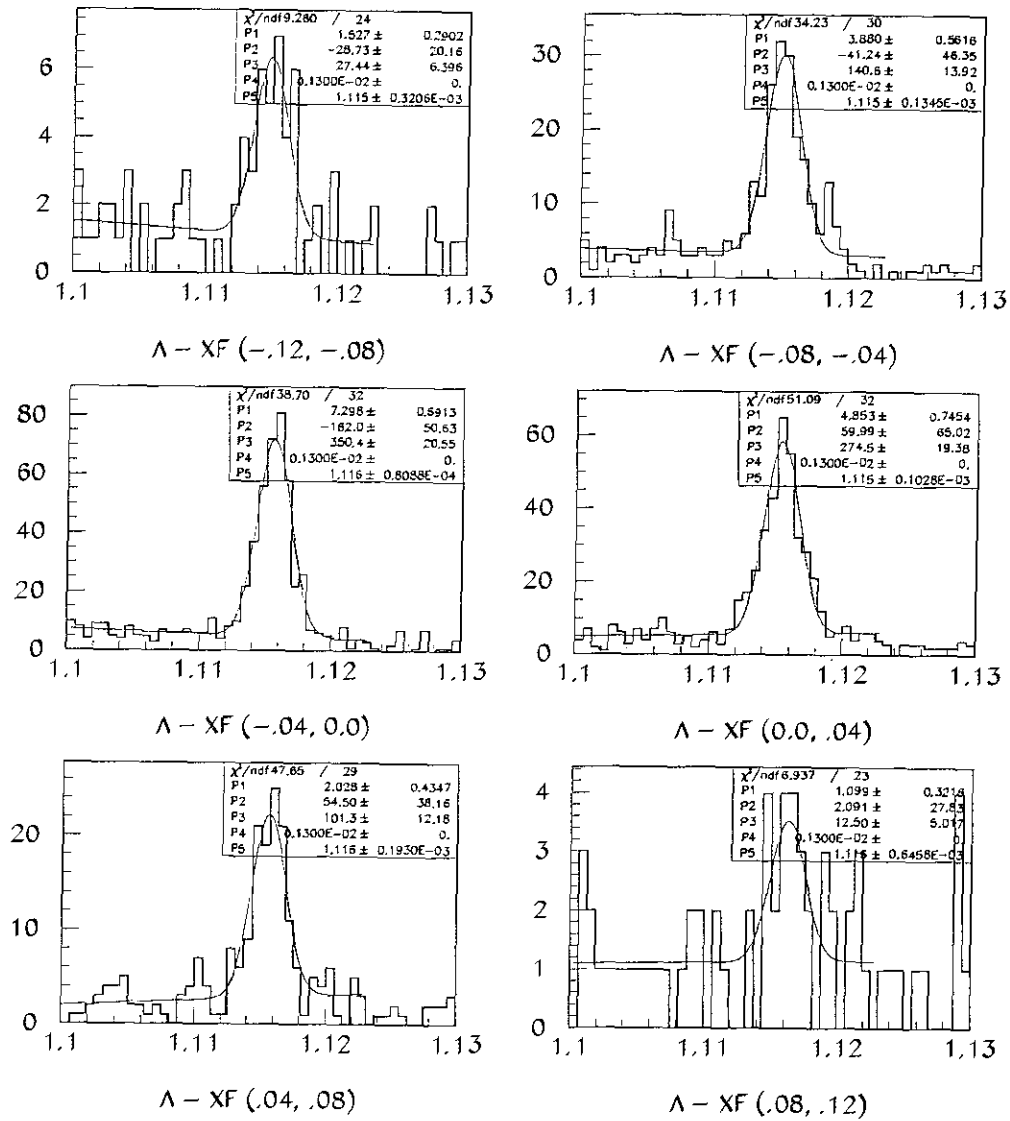 χ²/ndf 9.280 / 24
P1 1.527 ± 0.2902
P2 -28.73 ± 20.16
P3 27.44 ± 6.396
P4 0.1300E-02 ± 0.
P5 1.115 ± 0.3206E-03
6
4
2
0
1.1 1.11 1.12 1.13
Λ – XF (-.12, -.08)
χ²/ndf 34.23 / 30
P1 3.880 ± 0.5616
P2 -41.24 ± 46.35
P3 140.6 ± 13.92
P4 0.1300E-02 ± 0.
P5 1.115 ± 0.1345E-03
30
20
10
0
1.1 1.11 1.12 1.13
Λ – XF (-.08, -.04)
χ²/ndf 38.70 / 32
P1 7.298 ± 0.5913
P2 -162.0 ± 50.63
P3 350.4 ± 20.55
P4 0.1300E-02 ± 0.
P5 1.116 ± 0.8088E-04
80
60
40
20
0
1.1 1.11 1.12 1.13
Λ – XF (-.04, 0.0)
χ²/ndf 51.09 / 32
P1 4.853 ± 0.7454
P2 59.99 ± 65.02
P3 274.5 ± 19.38
P4 0.1300E-02 ± 0.
P5 1.115 ± 0.1028E-03
60
40
20
0
1.1 1.11 1.12 1.13
Λ – XF (0.0, .04)
χ²/ndf 47.65 / 29
P1 2.028 ± 0.4347
P2 54.50 ± 38.16
P3 101.3 ± 12.18
P4 0.1300E-02 ± 0.
P5 1.116 ± 0.1930E-03
20
10
0
1.1 1.11 1.12 1.13
Λ – XF (.04, .08)
χ²/ndf 6.937 / 23
P1 1.099 ± 0.3216
P2 2.091 ± 27.83
P3 12.50 ± 5.017
P4 0.1300E-02 ± 0.
P5 1.116 ± 0.6458E-03
4
3
2
1
0
1.1 1.11 1.12 1.13
Λ – XF (.08, .12)